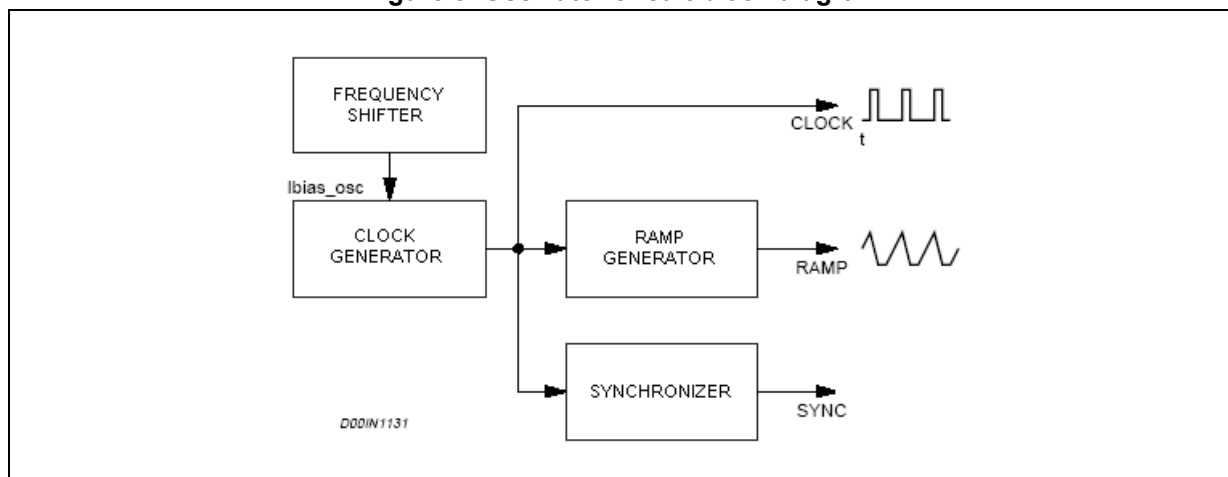 FREQUENCY
SHIFTER
CLOCK
t
Ibias_osc
CLOCK
GENERATOR
RAMP
GENERATOR
RAMP
SYNCHRONIZER
SYNC
D00IN1131